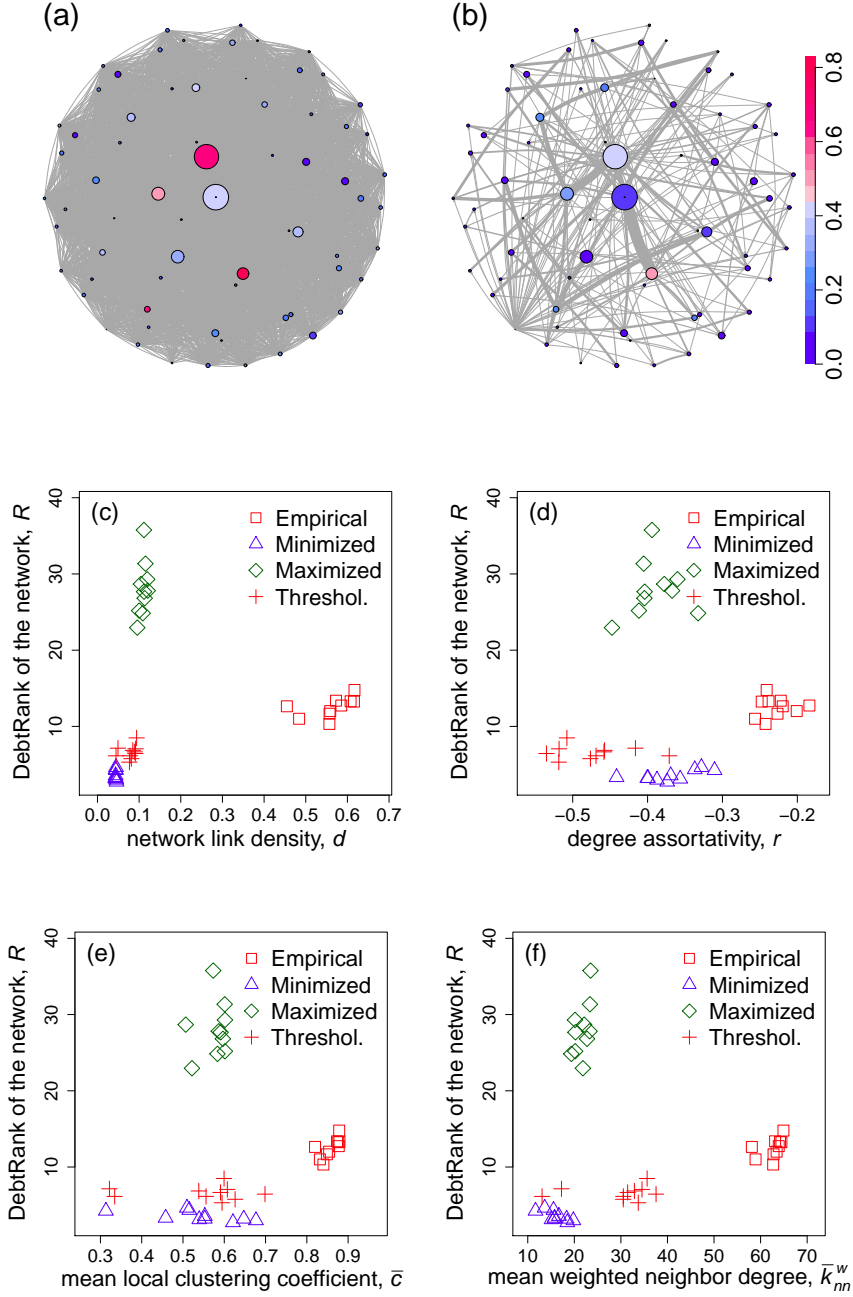 (a)
(b)
0.0 0.2 0.4 0.6 0.8
(c)
Empirical
Minimized
Maximized
Threshol.
DebtRank of the network, R
10 20 30 40
0.0 0.1 0.2 0.3 0.4 0.5 0.6 0.7
network link density, d
(d)
Empirical
Minimized
Maximized
Threshol.
DebtRank of the network, R
10 20 30 40
−0.5 −0.4 −0.3 −0.2
degree assortativity, r
(e)
Empirical
Minimized
Maximized
Threshol.
DebtRank of the network, R
10 20 30 40
0.3 0.4 0.5 0.6 0.7 0.8 0.9
mean local clustering coefficient, c̅
(f)
Empirical
Minimized
Maximized
Threshol.
DebtRank of the network, R
10 20 30 40
10 20 30 40 50 60 70
mean weighted neighbor degree, k̅ʷₙₙ